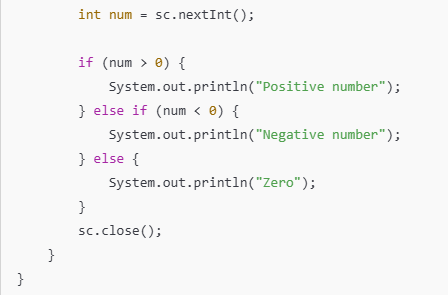 int num = sc.nextInt();
if (num > 0) {
System.out.println("Positive number");
} else if (num < 0) {
System.out.println("Negative number");
} else {
System.out.println("Zero");
}
sc.close();
}
}